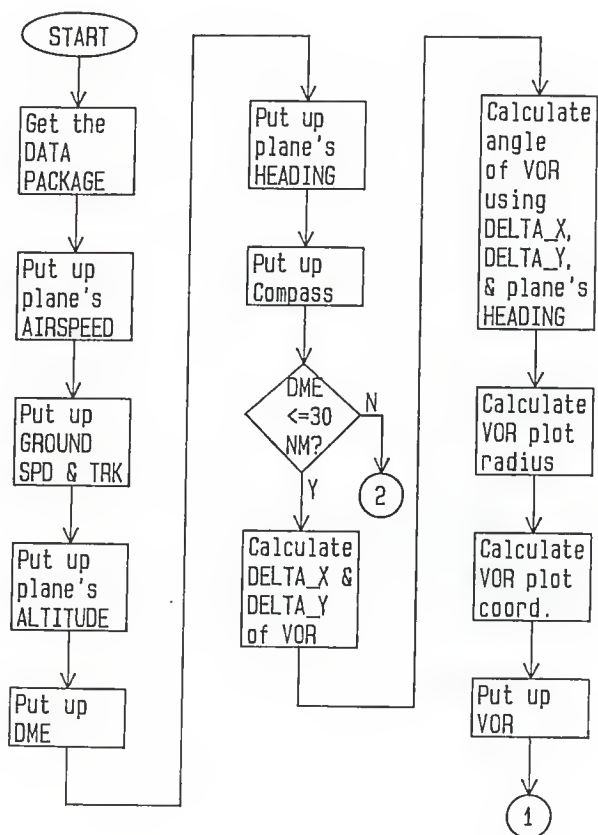 START
Get the
DATA
PACKAGE
Put up
plane's
AIRSPEED
Put up
GROUND
SPD & TRK
Put up
plane's
ALTITUDE
Put up
DME
Put up
plane's
HEADING
Put up
Compass
DME
<=30
NM?
N
2
Y
Calculate
DELTA_X &
DELTA_Y
of VOR
Calculate
angle
of VOR
using
DELTA_X,
DELTA_Y,
& plane's
HEADING
Calculate
VOR plot
radius
Calculate
VOR plot
coord.
Put up
VOR
1